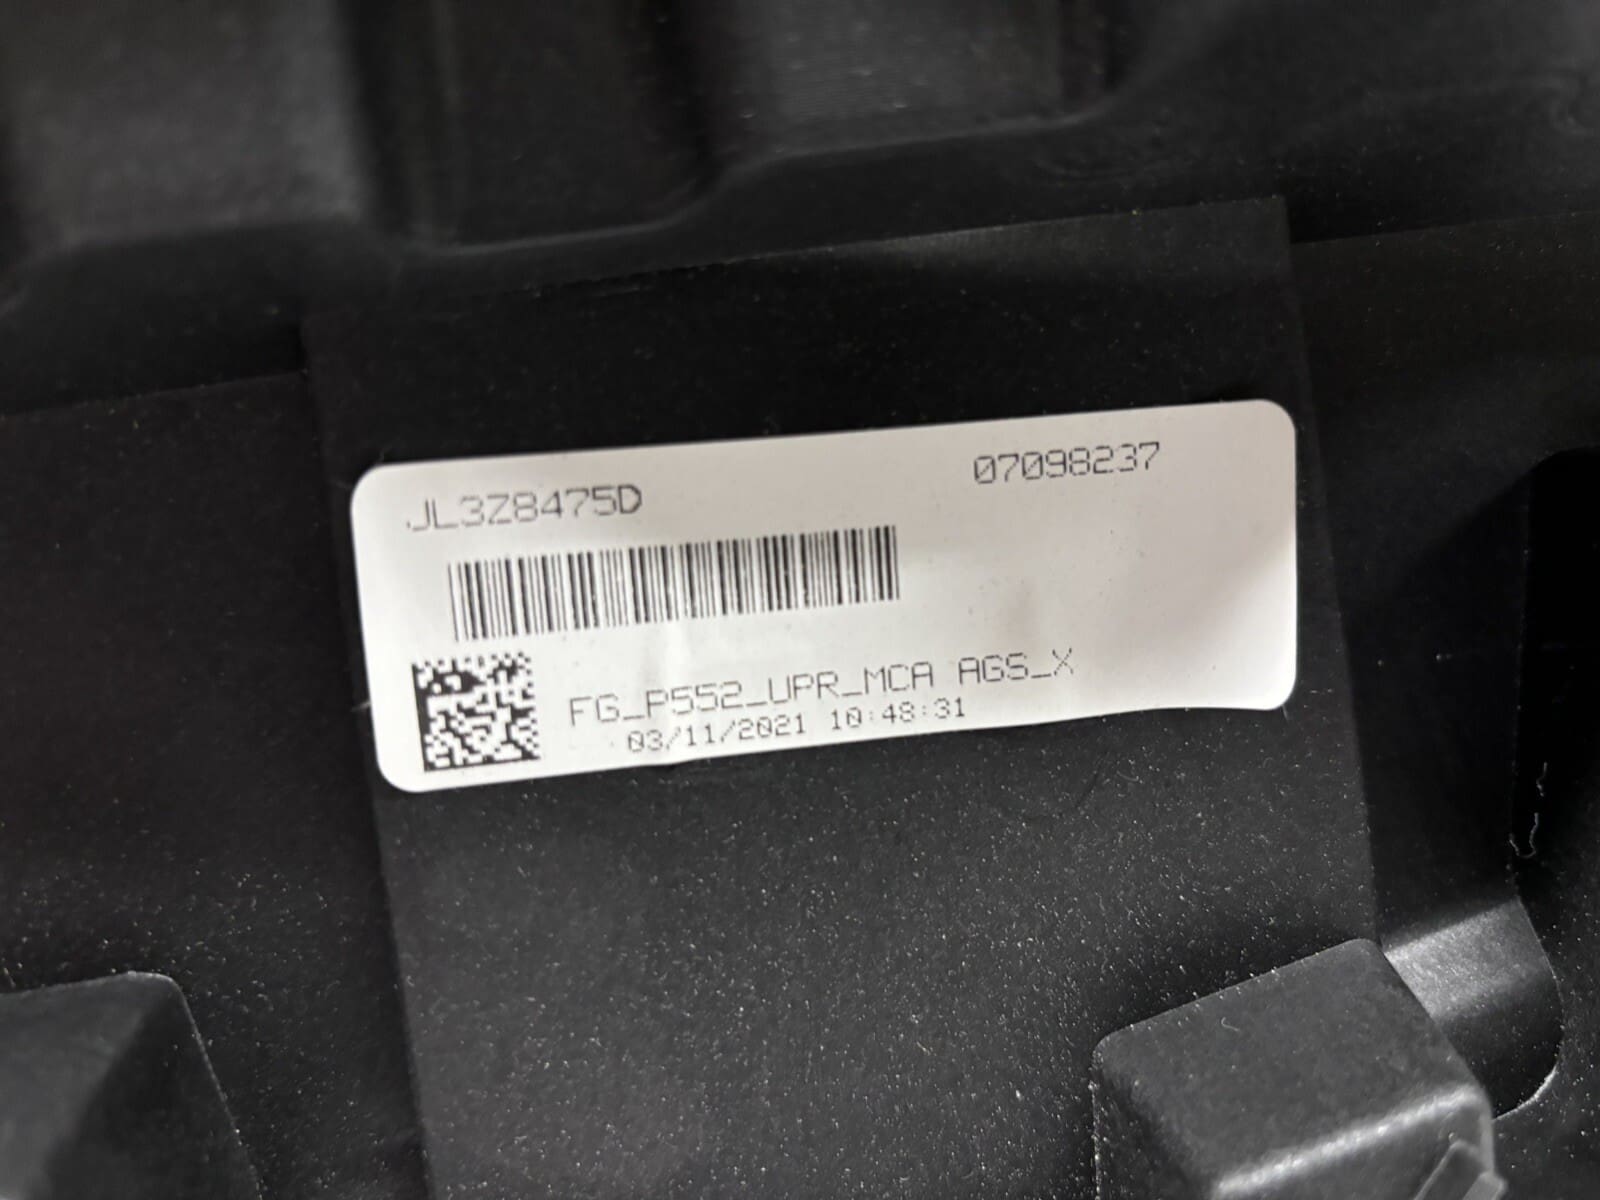 JL3Z8475D
07098237
FG_P552_UPR_MCA AGS_X
03/11/2021 10:48:31